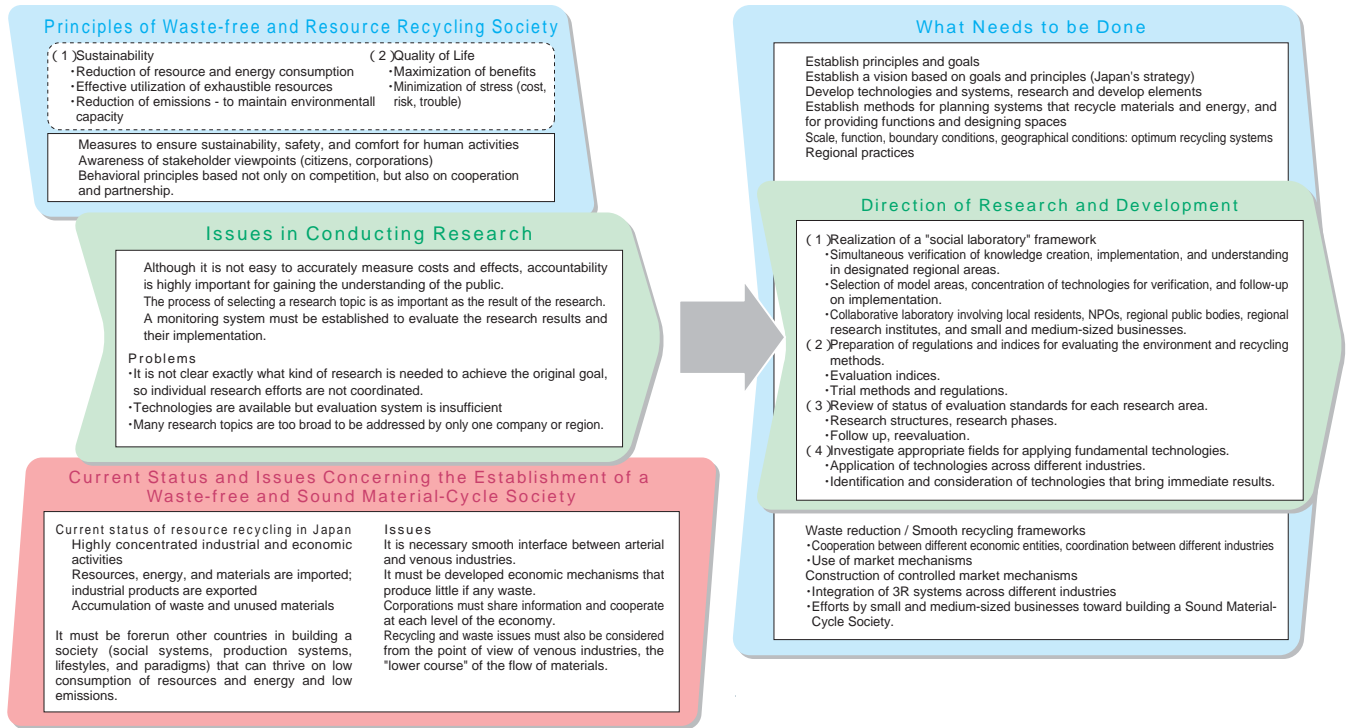 Principles of Waste-free and Resource Recycling Society
(1)Sustainability
・Reduction of resource and energy consumption
・Effective utilization of exhaustible resources
・Reduction of emissions - to maintain environmentall
capacity
(2)Quality of Life
・Maximization of benefits
・Minimization of stress (cost,
risk, trouble)
Measures to ensure sustainability, safety, and comfort for human activities
Awareness of stakeholder viewpoints (citizens, corporations)
Behavioral principles based not only on competition, but also on cooperation
and partnership.
Issues in Conducting Research
Although it is not easy to accurately measure costs and effects, accountability
is highly important for gaining the understanding of the public.
The process of selecting a research topic is as important as the result of the research.
A monitoring system must be established to evaluate the research results and
their implementation.
Problems
・It is not clear exactly what kind of research is needed to achieve the original goal,
so individual research efforts are not coordinated.
・Technologies are available but evaluation system is insufficient
・Many research topics are too broad to be addressed by only one company or region.
Current Status and Issues Concerning the Establishment of a
Waste-free and Sound Material-Cycle Society
Current status of resource recycling in Japan
Highly concentrated industrial and economic
activities
Resources, energy, and materials are imported;
industrial products are exported
Accumulation of waste and unused materials
It must be forerun other countries in building a
society (social systems, production systems,
lifestyles, and paradigms) that can thrive on low
consumption of resources and energy and low
emissions.
Issues
It is necessary smooth interface between arterial
and venous industries.
It must be developed economic mechanisms that
produce little if any waste.
Corporations must share information and cooperate
at each level of the economy.
Recycling and waste issues must also be considered
from the point of view of venous industries, the
"lower course" of the flow of materials.
What Needs to be Done
Establish principles and goals
Establish a vision based on goals and principles (Japan's strategy)
Develop technologies and systems, research and develop elements
Establish methods for planning systems that recycle materials and energy, and
for providing functions and designing spaces
Scale, function, boundary conditions, geographical conditions: optimum recycling systems
Regional practices
Direction of Research and Development
(1)Realization of a "social laboratory" framework
・Simultaneous verification of knowledge creation, implementation, and understanding
in designated regional areas.
・Selection of model areas, concentration of technologies for verification, and follow-up
on implementation.
・Collaborative laboratory involving local residents, NPOs, regional public bodies, regional
research institutes, and small and medium-sized businesses.
(2)Preparation of regulations and indices for evaluating the environment and recycling
methods.
・Evaluation indices.
・Trial methods and regulations.
(3)Review of status of evaluation standards for each research area.
・Research structures, research phases.
・Follow up, reevaluation.
(4)Investigate appropriate fields for applying fundamental technologies.
・Application of technologies across different industries.
・Identification and consideration of technologies that bring immediate results.
Waste reduction / Smooth recycling frameworks
・Cooperation between different economic entities, coordination between different industries
・Use of market mechanisms
Construction of controlled market mechanisms
・Integration of 3R systems across different industries
・Efforts by small and medium-sized businesses toward building a Sound Material-
Cycle Society.